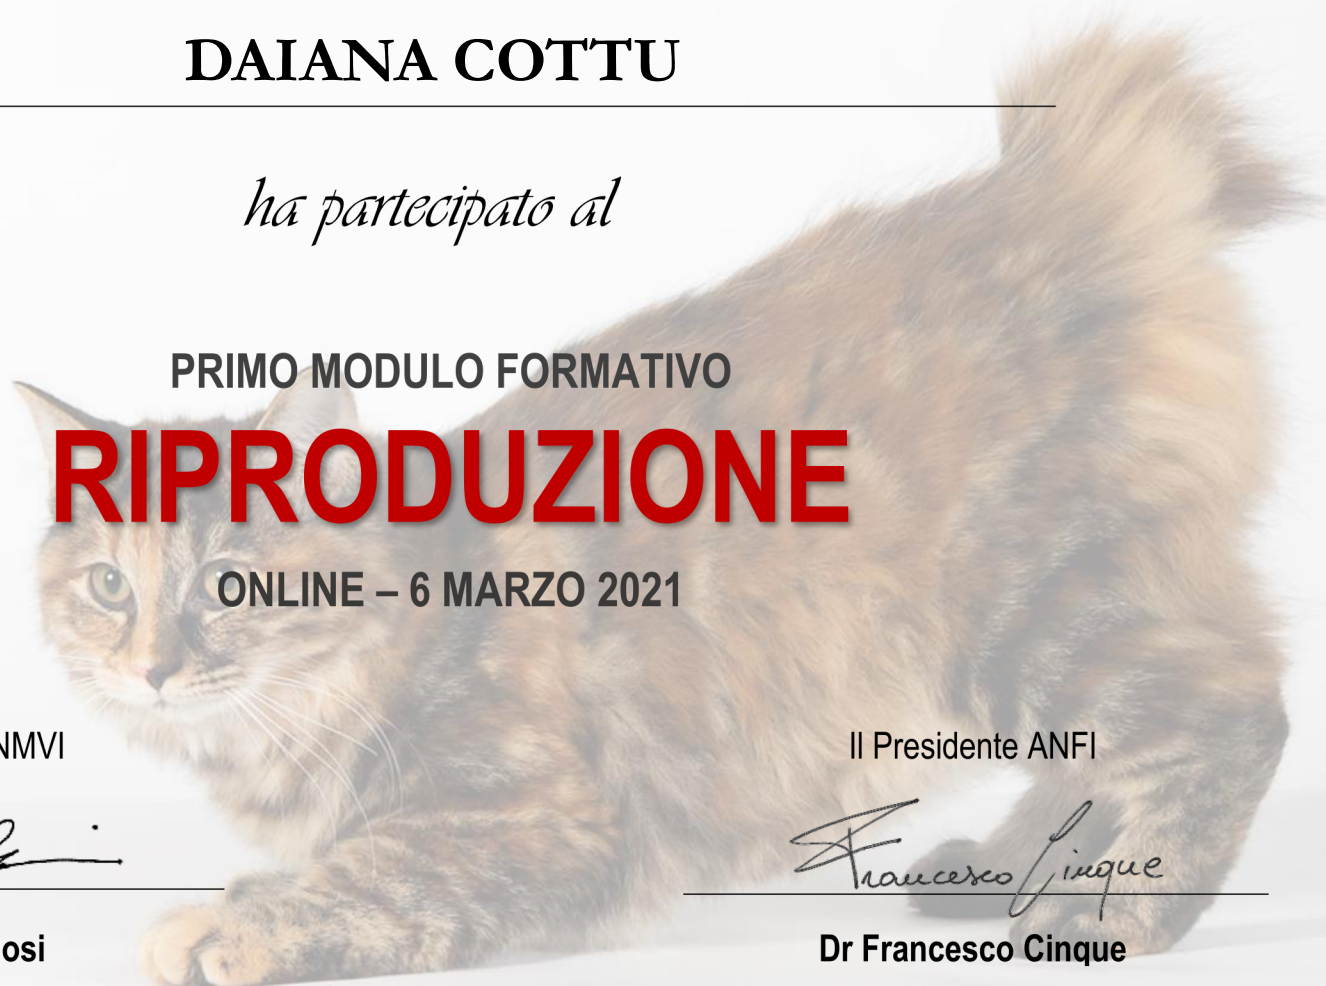 DAIANA COTTU
ha partecipato al
PRIMO MODULO FORMATIVO
RIPRODUZIONE
ONLINE – 6 MARZO 2021
NMVI
Il Presidente ANFI
Francesco Cinque
osi
Dr Francesco Cinque